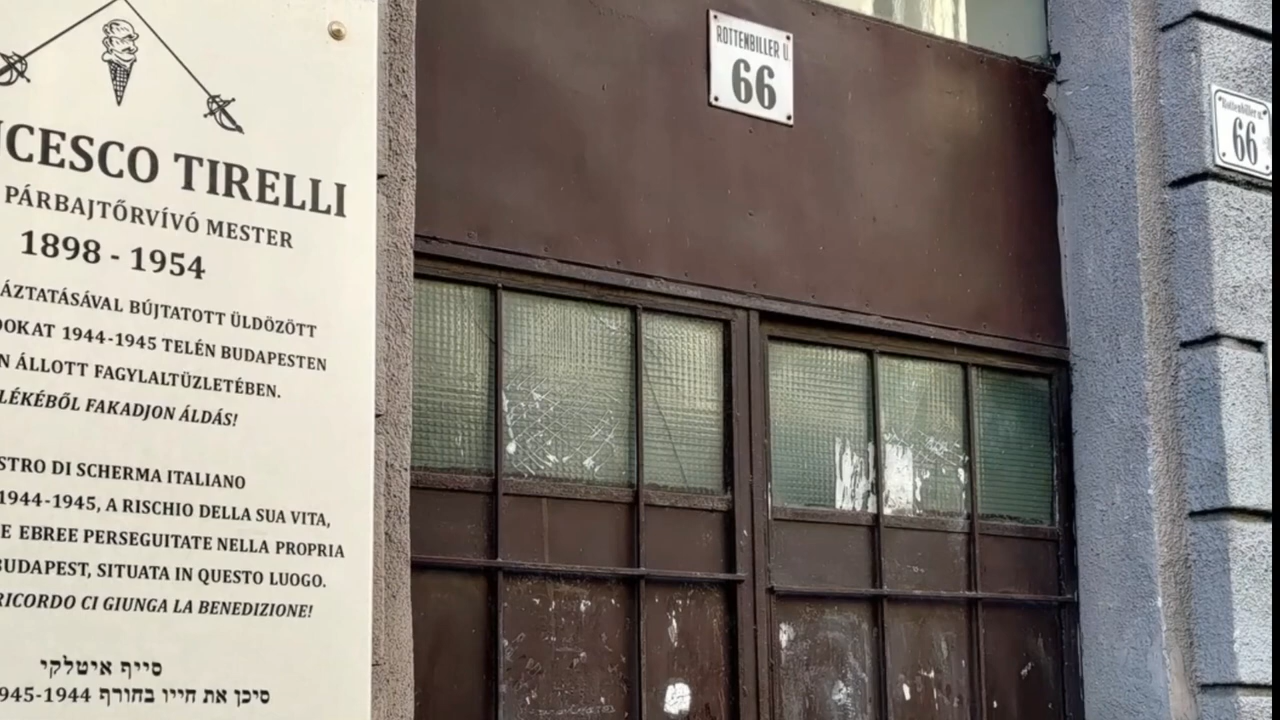 CESCO TIRELLI
PÁRBAJTŐRVÍVÓ MESTER
1898 - 1954
ÁZTATÁSÁVAL BÚJTATOTT ÜLDÖZÖTT
OKAT 1944-1945 TELÉN BUDAPESTEN
N ÁLLOTT FAGYLALTÜZLETÉBEN.
LÉKÉBŐL FAKADJON ÁLDÁS!
STRO DI SCHERMA ITALIANO
1944-1945, A RISCHIO DELLA SUA VITA,
E EBREE PERSEGUITATE NELLA PROPRIA
BUDAPEST, SITUATA IN QUESTO LUOGO.
RICORDO CI GIUNGA LA BENEDIZIONE!
סייף איטלקי
סיכן את חייו בחורף 945-1944
ROTTENBILLER U.
66
Rottenbiller u.
66